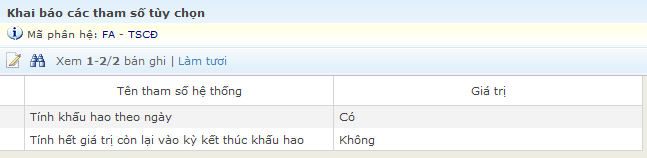 Khai báo các tham số tùy chọn
Mã phân hệ: FA - TSCĐ
Xem 1-2/2 bản ghi | Làm tươi
Tên tham số hệ thống Giá trị
Tính khấu hao theo ngày Có
Tính hết giá trị còn lại vào kỳ kết thúc khấu hao Không